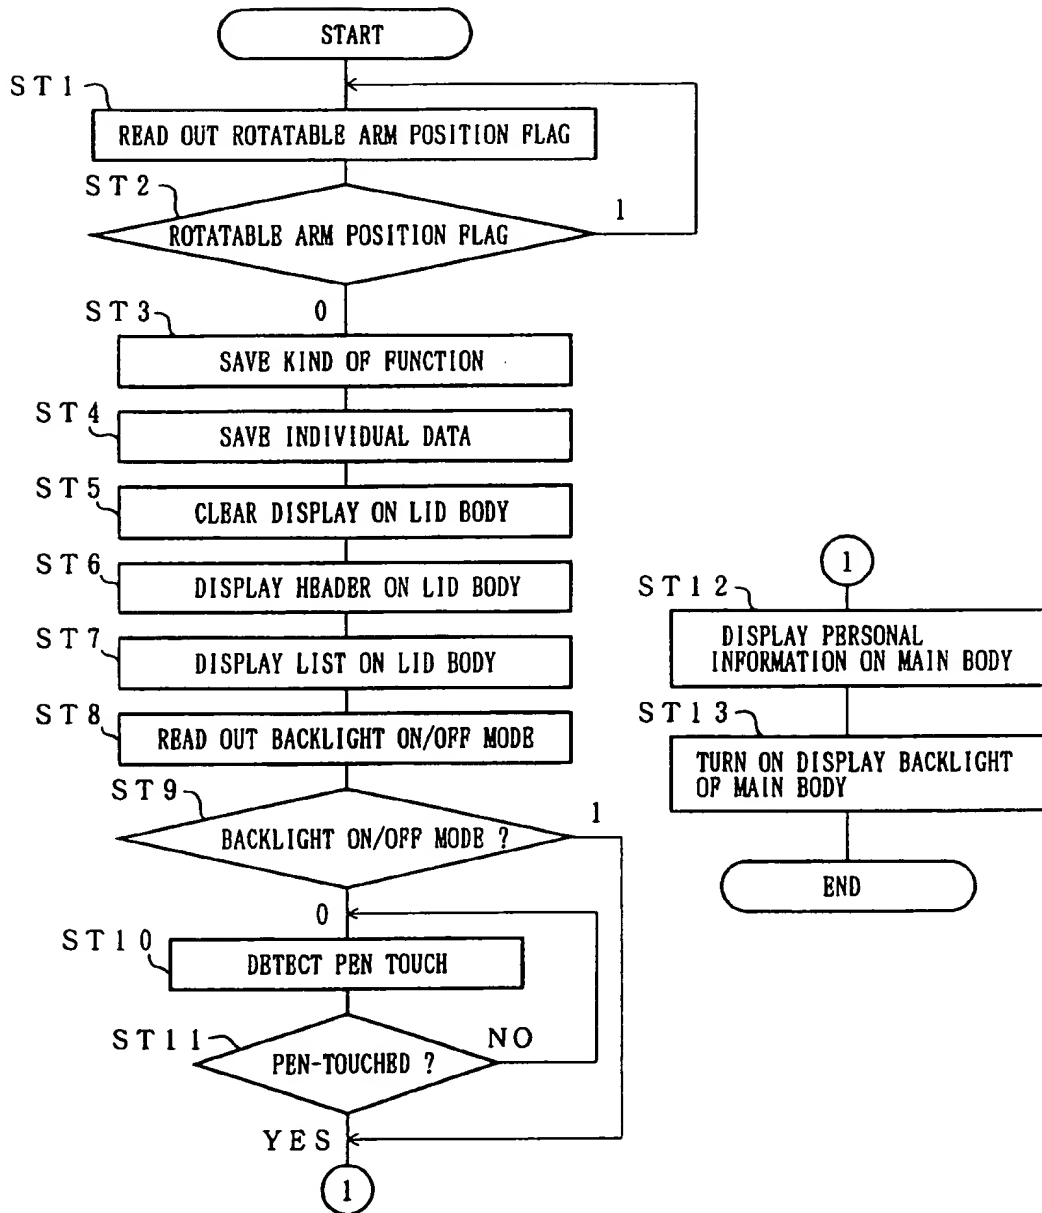 START
ST1
READ OUT ROTATABLE ARM POSITION FLAG
ST2
1
ROTATABLE ARM POSITION FLAG
0
ST3
SAVE KIND OF FUNCTION
ST4
SAVE INDIVIDUAL DATA
ST5
CLEAR DISPLAY ON LID BODY
ST6
DISPLAY HEADER ON LID BODY
ST7
DISPLAY LIST ON LID BODY
ST8
READ OUT BACKLIGHT ON/OFF MODE
ST9
1
BACKLIGHT ON/OFF MODE ?
0
ST10
DETECT PEN TOUCH
ST11
NO
PEN-TOUCHED ?
YES
1
1
ST12
DISPLAY PERSONAL
INFORMATION ON MAIN BODY
ST13
TURN ON DISPLAY BACKLIGHT
OF MAIN BODY
END